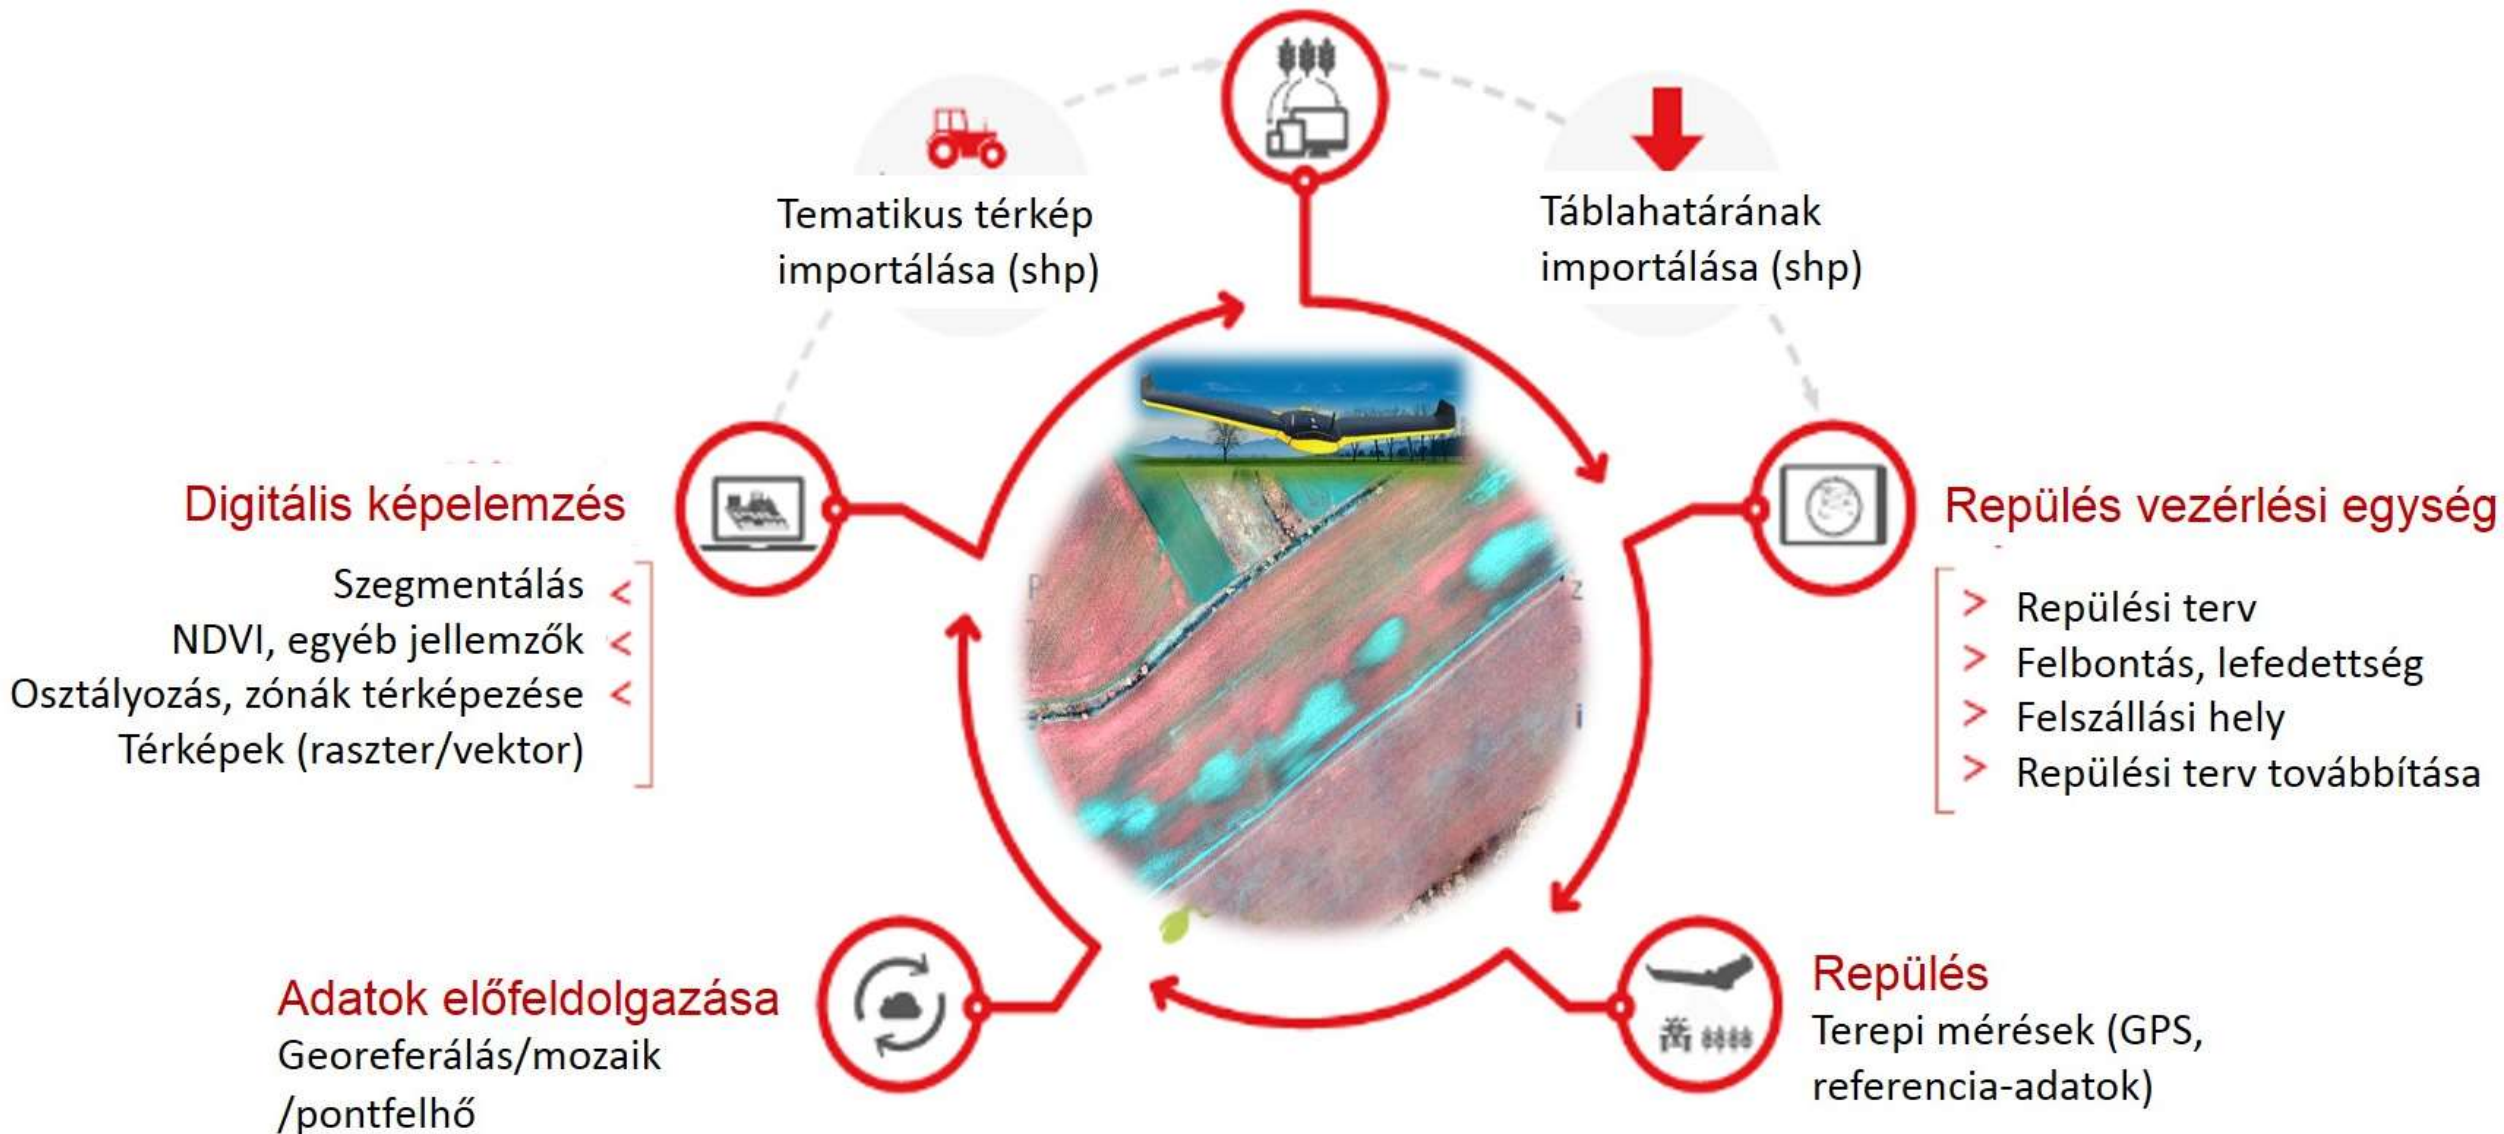 Tematikus térkép
importálása (shp)
Táblahatárának
importálása (shp)
Digitális képelemzés
Szegmentálás <
NDVI, egyéb jellemzők <
Osztályozás, zónák térképezése <
Térképek (raszter/vektor)
Repülés vezérlési egység
> Repülési terv
> Felbontás, lefedettség
> Felszállási hely
> Repülési terv továbbítása
Adatok előfeldolgazása
Georeferálás/mozaik
/pontfelhő
Repülés
Terepi mérések (GPS,
referencia-adatok)